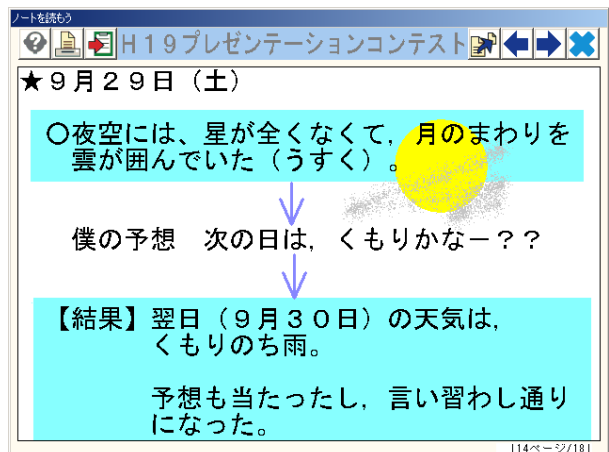 ノートを読もう
H19プレゼンテーションコンテスト
★9月29日（土）
○夜空には、星が全くなくて，月のまわりを
雲が囲んでいた（うすく）。
僕の予想　次の日は，くもりかなー？？
【結果】翌日（9月30日）の天気は，
くもりのち雨。
予想も当たったし，言い習わし通り
になった。
[14ページ/18]